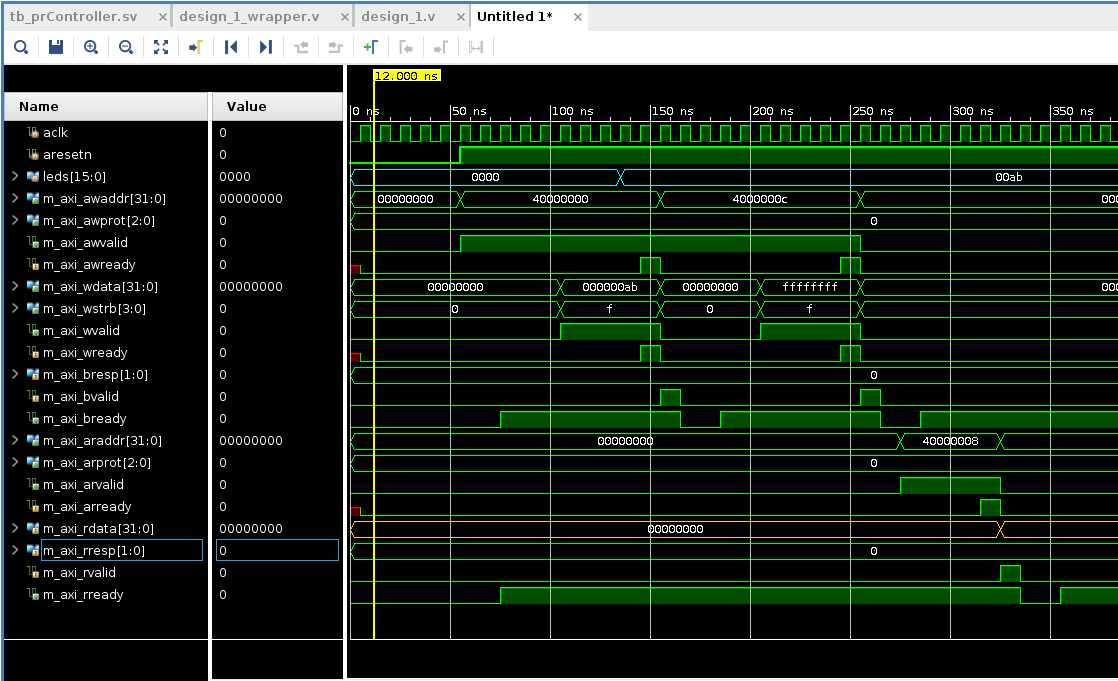 tb_prController.sv × design_1_wrapper.v × design_1.v × Untitled 1* ×
12.000 ns
Name Value
0 ns 50 ns 100 ns 150 ns 200 ns 250 ns 300 ns 350 ns
aclk 0
aresetn 0
leds[15:0] 0000 0000 00ab
m_axi_awaddr[31:0] 00000000 00000000 40000000 4000000c 000
m_axi_awprot[2:0] 0 0
m_axi_awvalid 0
m_axi_awready 0
m_axi_wdata[31:0] 00000000 00000000 000000ab 00000000 ffffffff 000
m_axi_wstrb[3:0] 0 0 f 0 f
m_axi_wvalid 0
m_axi_wready 0
m_axi_bresp[1:0] 0 0
m_axi_bvalid 0
m_axi_bready 0
m_axi_araddr[31:0] 00000000 00000000 40000008
m_axi_arprot[2:0] 0 0
m_axi_arvalid 0
m_axi_arready 0
m_axi_rdata[31:0] 00000000 00000000
m_axi_rresp[1:0] 0 0
m_axi_rvalid 0
m_axi_rready 0